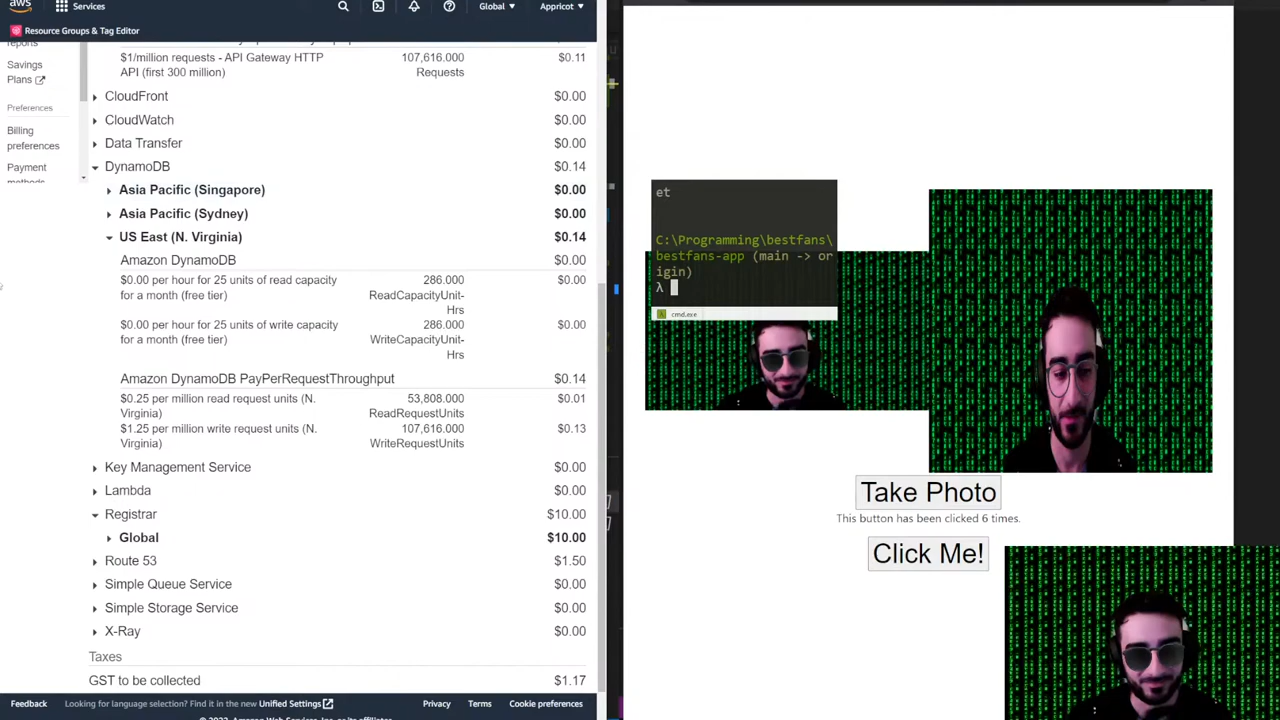 aws
Services
Global
Appricot
Resource Groups & Tag Editor
reports
Savings
Plans
Preferences
Billing
preferences
Payment
methods
$1/million requests - API Gateway HTTP
API (first 300 million)
107,616.000
Requests
$0.11
CloudFront $0.00
CloudWatch $0.00
Data Transfer $0.00
DynamoDB $0.14
Asia Pacific (Singapore) $0.00
Asia Pacific (Sydney) $0.00
US East (N. Virginia) $0.14
Amazon DynamoDB $0.00
$0.00 per hour for 25 units of read capacity
for a month (free tier)
286.000
ReadCapacityUnit-
Hrs
$0.00
$0.00 per hour for 25 units of write capacity
for a month (free tier)
286.000
WriteCapacityUnit-
Hrs
$0.00
Amazon DynamoDB PayPerRequestThroughput $0.14
$0.25 per million read request units (N.
Virginia)
53,808.000
ReadRequestUnits
$0.01
$1.25 per million write request units (N.
Virginia)
107,616.000
WriteRequestUnits
$0.13
Key Management Service $0.00
Lambda $0.00
Registrar $10.00
Global $10.00
Route 53 $1.50
Simple Queue Service $0.00
Simple Storage Service $0.00
X-Ray $0.00
Taxes
GST to be collected $1.17
Feedback
Looking for language selection? Find it in the new Unified Settings
Privacy
Terms
Cookie preferences
et
C:\Programming\bestfans\
bestfans-app (main -> or
igin)
λ
cmd.exe
Take Photo
This button has been clicked 6 times.
Click Me!